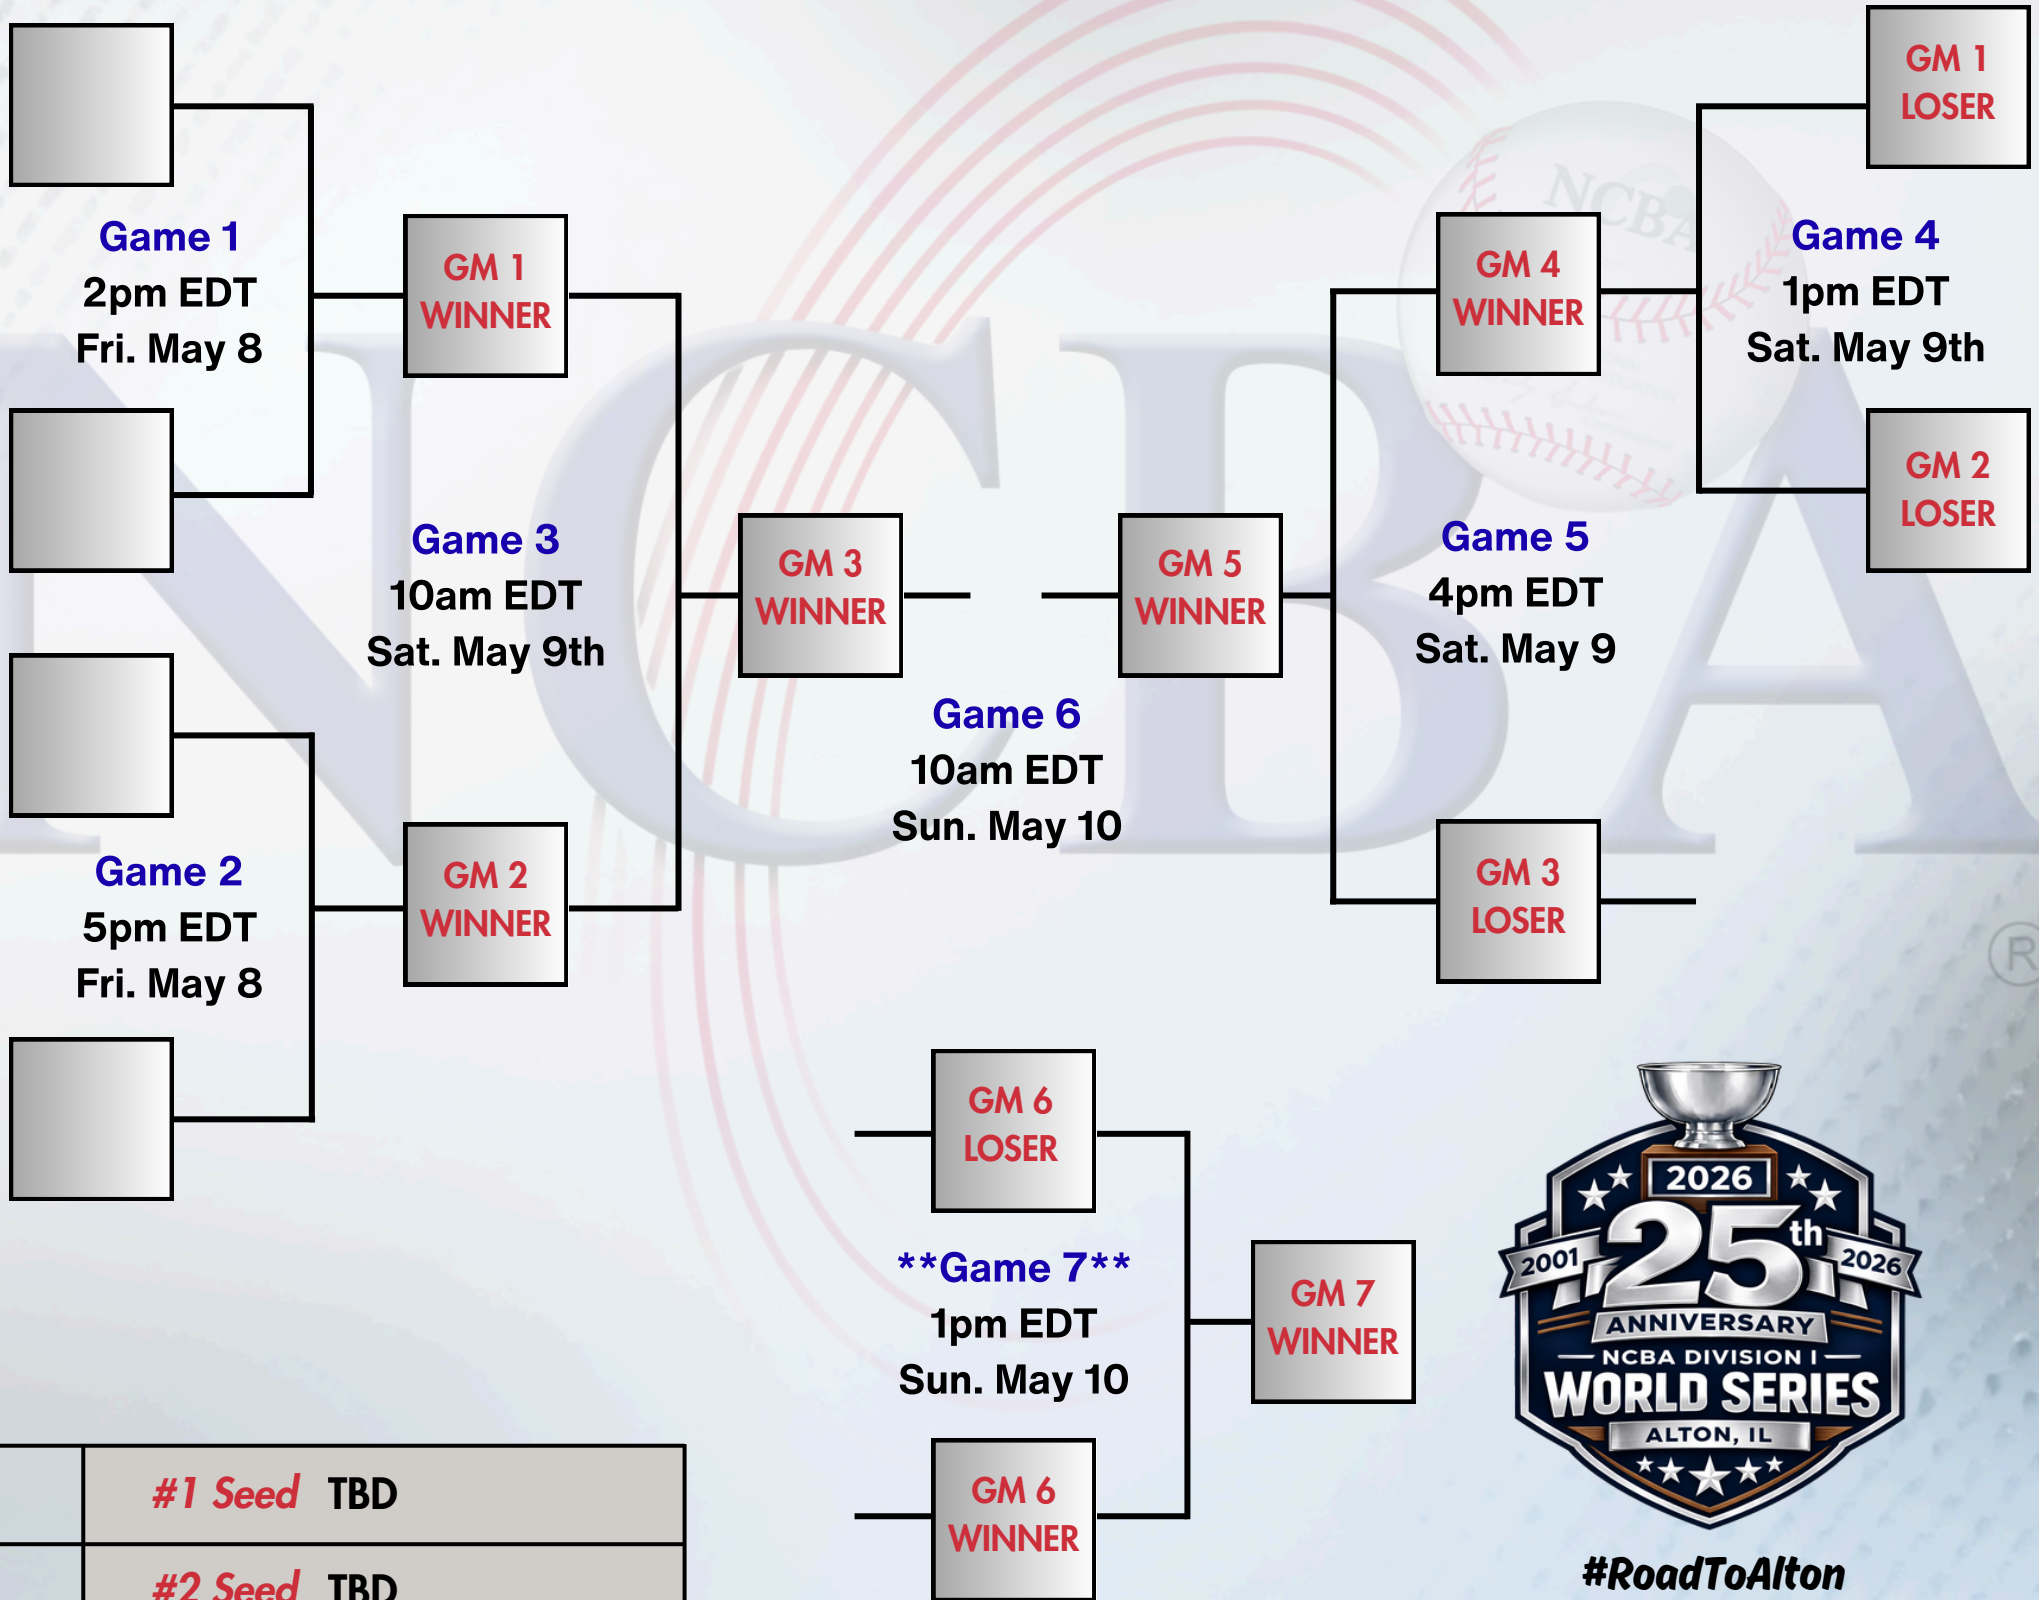 GM 1
LOSER
Game 1
2pm EDT
Fri. May 8
GM 1
WINNER
GM 4
WINNER
Game 4
1pm EDT
Sat. May 9th
GM 2
LOSER
Game 3
10am EDT
Sat. May 9th
GM 3
WINNER
GM 5
WINNER
Game 5
4pm EDT
Sat. May 9
Game 6
10am EDT
Sun. May 10
Game 2
5pm EDT
Fri. May 8
GM 2
WINNER
GM 3
LOSER
NCBA
NCBA
®
GM 6
LOSER
**Game 7**
1pm EDT
Sun. May 10
GM 7
WINNER
GM 6
WINNER
2026
25th
2001
2026
ANNIVERSARY
NCBA DIVISION I
WORLD SERIES
ALTON, IL
#RoadToAlton
#1 Seed TBD
#2 Seed TBD